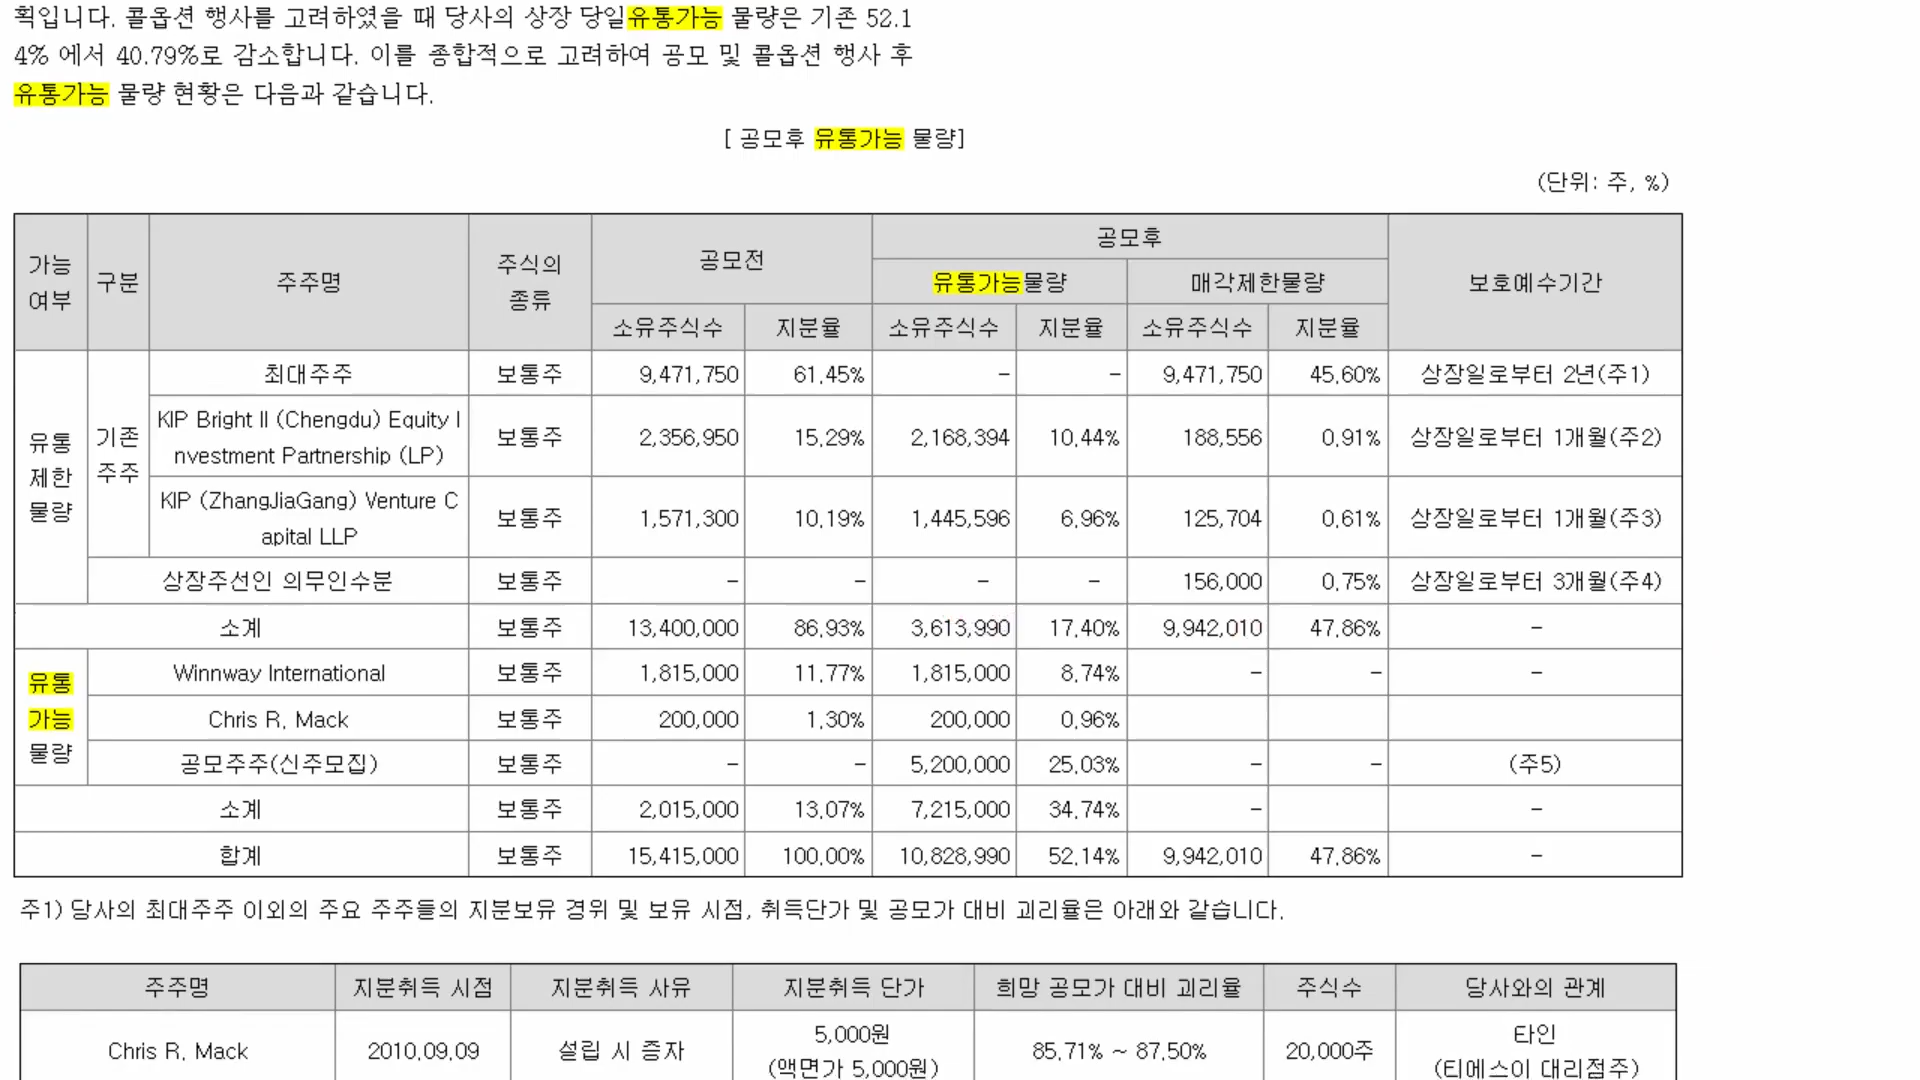 획입니다. 콜옵션 행사를 고려하였을 때 당사의 상장 당일유통가능 물량은 기존 52.1
4% 에서 40.79%로 감소합니다. 이를 종합적으로 고려하여 공모 및 콜옵션 행사 후
유통가능 물량 현황은 다음과 같습니다.
[ 공모후 유통가능 물량]
(단위: 주, %)
가능 여부 구분 주주명 주식의 종류 공모전 공모후 보호예수기간
유통가능물량 매각제한물량
소유주식수 지분율 소유주식수 지분율 소유주식수 지분율
유통 제한 물량 기존 주주 최대주주 보통주 9,471,750 61.45% - - 9,471,750 45.60% 상장일로부터 2년(주1)
KIP Bright II (Chengdu) Equity I
nvestment Partnership (LP) 보통주 2,356,950 15.29% 2,168,394 10.44% 188,556 0.91% 상장일로부터 1개월(주2)
KIP (ZhangJiaGang) Venture C
apital LLP 보통주 1,571,300 10.19% 1,445,596 6.96% 125,704 0.61% 상장일로부터 1개월(주3)
상장주선인 의무인수분 보통주 - - - - 156,000 0.75% 상장일로부터 3개월(주4)
소계 보통주 13,400,000 86.93% 3,613,990 17.40% 9,942,010 47.86% -
유통 가능 물량 Winnway International 보통주 1,815,000 11.77% 1,815,000 8.74% - - -
Chris R. Mack 보통주 200,000 1.30% 200,000 0.96%
공모주주(신주모집) 보통주 - - 5,200,000 25.03% - - (주5)
소계 보통주 2,015,000 13.07% 7,215,000 34.74% - -
합계 보통주 15,415,000 100.00% 10,828,990 52.14% 9,942,010 47.86% -
주1) 당사의 최대주주 이외의 주요 주주들의 지분보유 경위 및 보유 시점, 취득단가 및 공모가 대비 괴리율은 아래와 같습니다.
주주명 지분취득 시점 지분취득 사유 지분취득 단가 희망 공모가 대비 괴리율 주식수 당사와의 관계
Chris R. Mack 2010.09.09 설립 시 증자 5,000원 85.71% ~ 87.50% 20,000주 타인
(액면가 5,000원) (티에스이 대리점주)